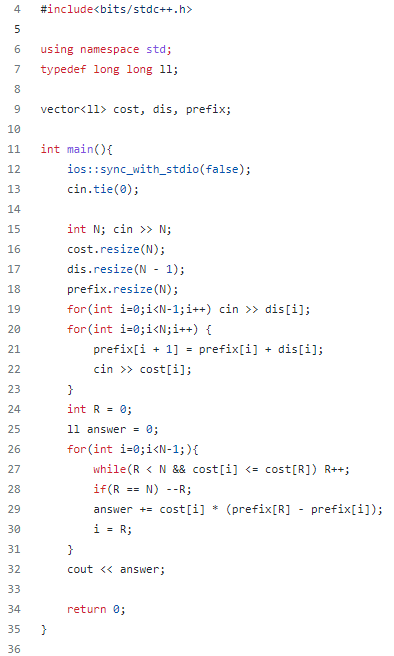 4 #include<bits/stdc++.h>
5
6 using namespace std;
7 typedef long long ll;
8
9 vector<ll> cost, dis, prefix;
10
11 int main(){
12     ios::sync_with_stdio(false);
13     cin.tie(0);
14
15     int N; cin >> N;
16     cost.resize(N);
17     dis.resize(N - 1);
18     prefix.resize(N);
19     for(int i=0;i<N-1;i++) cin >> dis[i];
20     for(int i=0;i<N;i++) {
21         prefix[i + 1] = prefix[i] + dis[i];
22         cin >> cost[i];
23     }
24     int R = 0;
25     ll answer = 0;
26     for(int i=0;i<N-1;){
27         while(R < N && cost[i] <= cost[R]) R++;
28         if(R == N) --R;
29         answer += cost[i] * (prefix[R] - prefix[i]);
30         i = R;
31     }
32     cout << answer;
33
34     return 0;
35 }
36